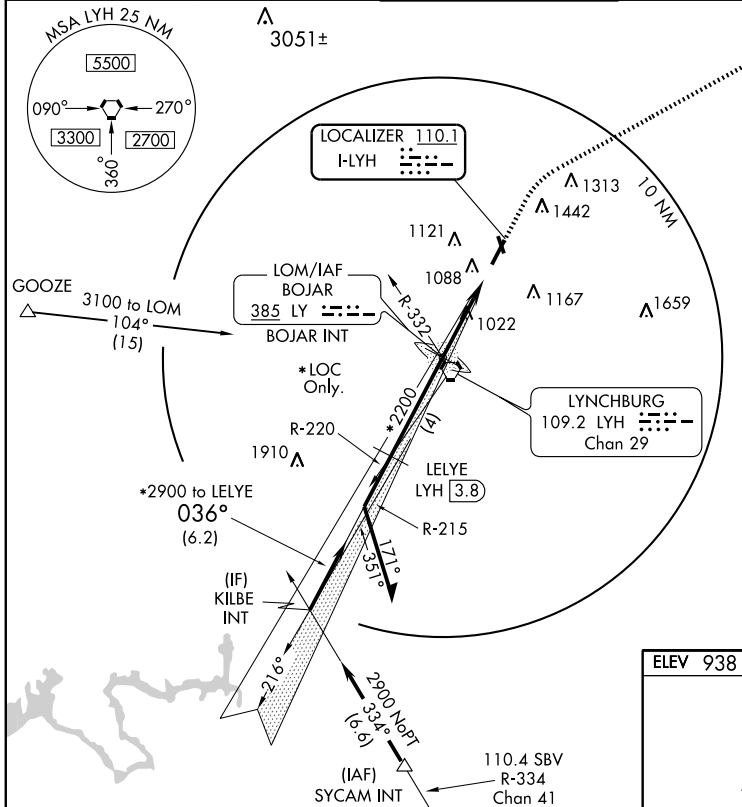 MSA LYH 25 NM
5500
090°
270°
3300
2700
360°
3051±
LOCALIZER 110.1
I-LYH
1313
1442
10 NM
1121
1088
1167
1659
1022
GOOZE
3100 to LOM
104°
(15)
LOM/IAF
BOJAR
385 LY
BOJAR INT
R-332
*LOC
Only.
*2200
(4)
LYNCHBURG
109.2 LYH
Chan 29
R-220
1910
LELYE
LYH 3.8
*2900 to LELYE
036°
(6.2)
R-215
171°
351°
(IF)
KILBE
INT
216°
2900 NoPT
334°
(6.6)
(IAF)
SYCAM INT
110.4 SBV
R-334
Chan 41
ELEV 938